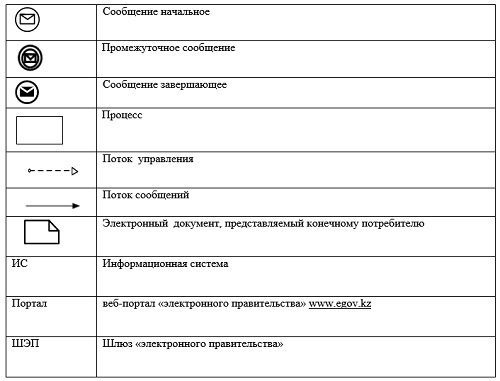 Сообщение начальное
Промежуточное сообщение
Сообщение завершающее
Процесс
Поток управления
Поток сообщений
Электронный документ, представляемый конечному потребителю
ИС Информационная система
Портал веб-портал «электронного правительства» www.egov.kz
ШЭП Шлюз «электронного правительства»